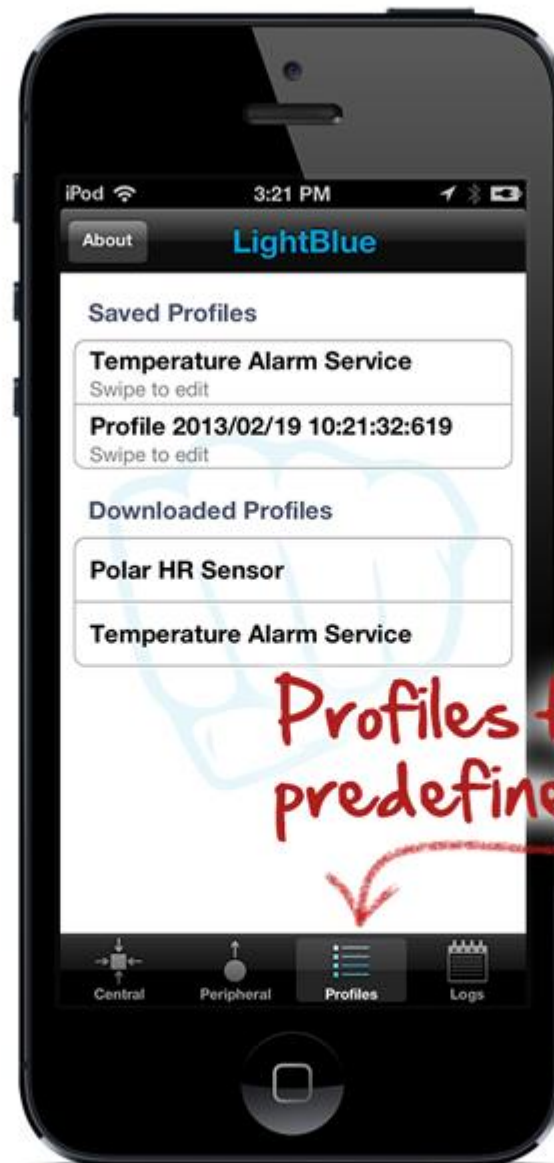 iPod 3:21 PM
About LightBlue
Saved Profiles
Temperature Alarm Service
Swipe to edit
Profile 2013/02/19 10:21:32:619
Swipe to edit
Downloaded Profiles
Polar HR Sensor
Temperature Alarm Service
Profiles
predefine
Central Peripheral Profiles Logs